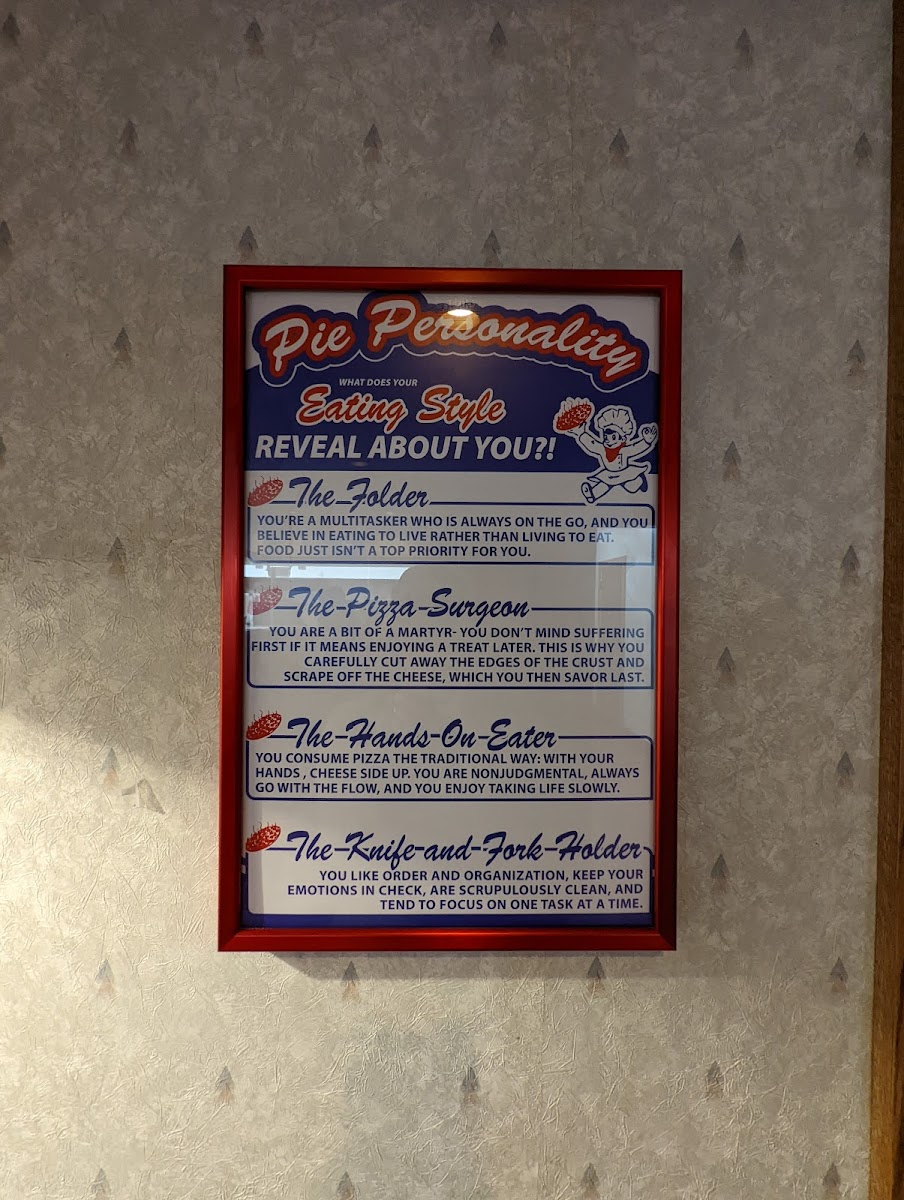 Pie Personality
WHAT DOES YOUR
Eating Style
REVEAL ABOUT YOU?!
The Folder
YOU'RE A MULTITASKER WHO IS ALWAYS ON THE GO, AND YOU
BELIEVE IN EATING TO LIVE RATHER THAN LIVING TO EAT.
FOOD JUST ISN'T A TOP PRIORITY FOR YOU.
The-Pizza-Surgeon
YOU ARE A BIT OF A MARTYR- YOU DON'T MIND SUFFERING
FIRST IF IT MEANS ENJOYING A TREAT LATER. THIS IS WHY YOU
CAREFULLY CUT AWAY THE EDGES OF THE CRUST AND
SCRAPE OFF THE CHEESE, WHICH YOU THEN SAVOR LAST.
The-Hands-On-Eater
YOU CONSUME PIZZA THE TRADITIONAL WAY: WITH YOUR
HANDS , CHEESE SIDE UP. YOU ARE NONJUDGMENTAL, ALWAYS
GO WITH THE FLOW, AND YOU ENJOY TAKING LIFE SLOWLY.
The-Knife-and-Fork-Holder
YOU LIKE ORDER AND ORGANIZATION, KEEP YOUR
EMOTIONS IN CHECK, ARE SCRUPULOUSLY CLEAN, AND
TEND TO FOCUS ON ONE TASK AT A TIME.